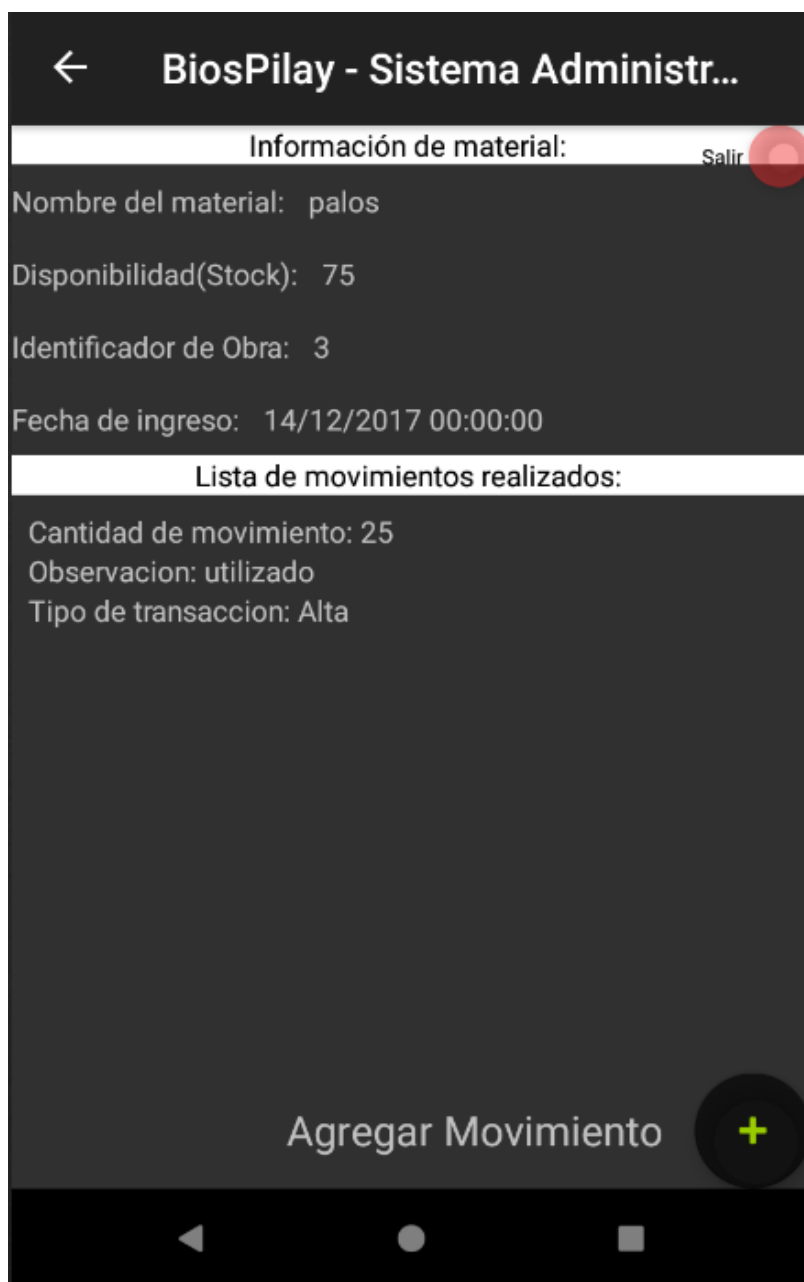 BiosPilay - Sistema Administr...
Información de material:
Salir
Nombre del material: palos
Disponibilidad(Stock): 75
Identificador de Obra: 3
Fecha de ingreso: 14/12/2017 00:00:00
Lista de movimientos realizados:
Cantidad de movimiento: 25
Observacion: utilizado
Tipo de transaccion: Alta
Agregar Movimiento
+